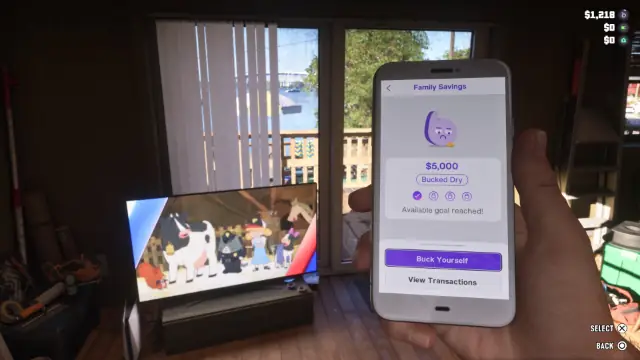 $1,218
$0
$0
Family Savings
$5,000
Bucked Dry
Available goal reached!
Buck Yourself
View Transactions
SELECT
BACK